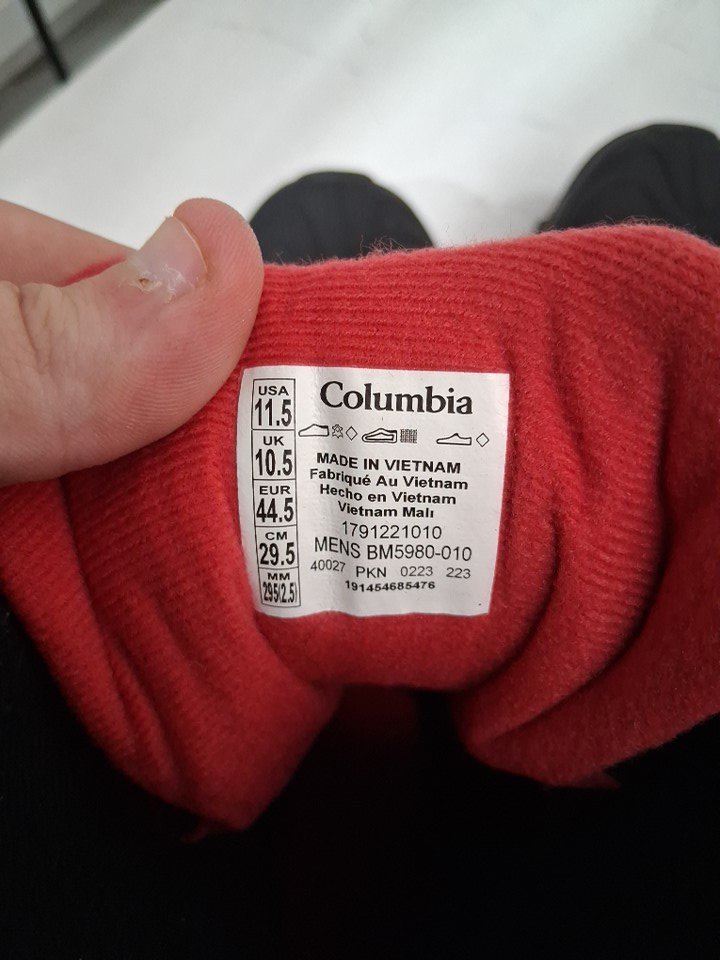 Columbia
USA
11.5
UK
10.5
EUR
44.5
CM
29.5
MM
295(2.5)
MADE IN VIETNAM
Fabriqué Au Vietnam
Hecho en Vietnam
Vietnam Malı
1791221010
MENS BM5980-010
40027 PKN 0223 223
191454685476